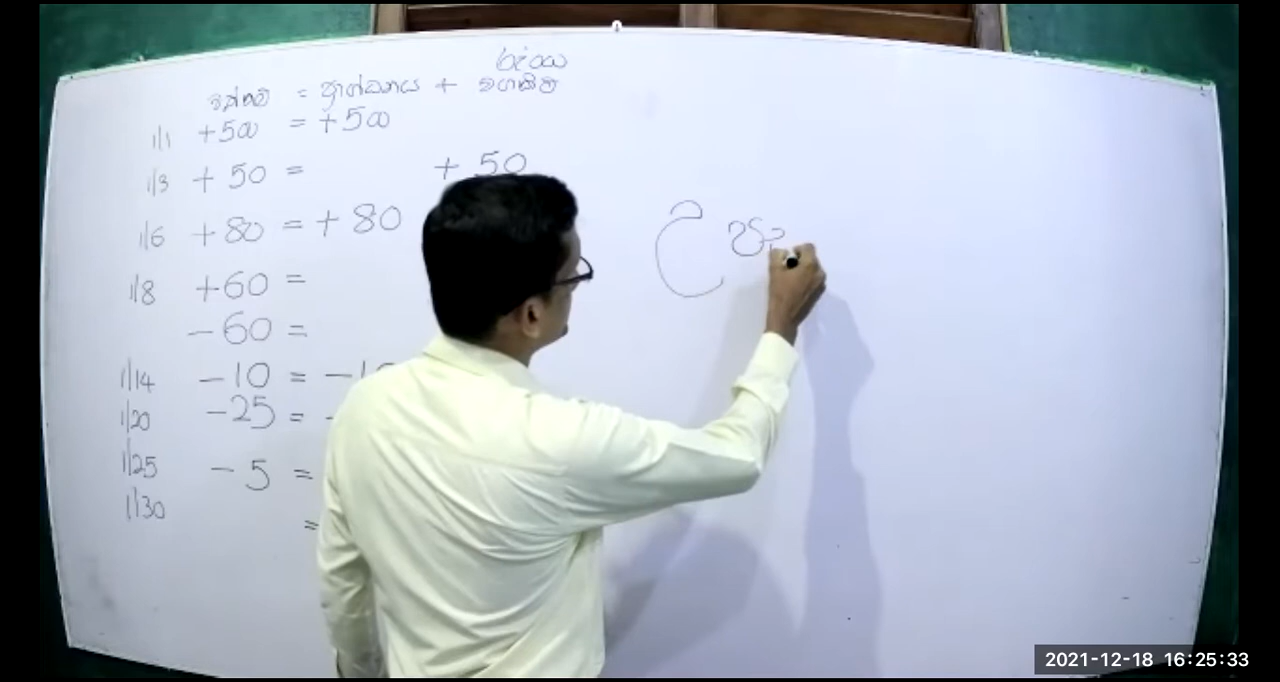 වත්කම් = ප්‍රාග්ධනය + වගකීම්
1/1 +500 = +500
1/3 +50 = +50
1/6 +80 = +80
1/8 +60 =
-60 =
1/14 -10 = -10
1/20 -25 = -
1/25 -5 =
1/30 =
2021-12-18 16:25:33